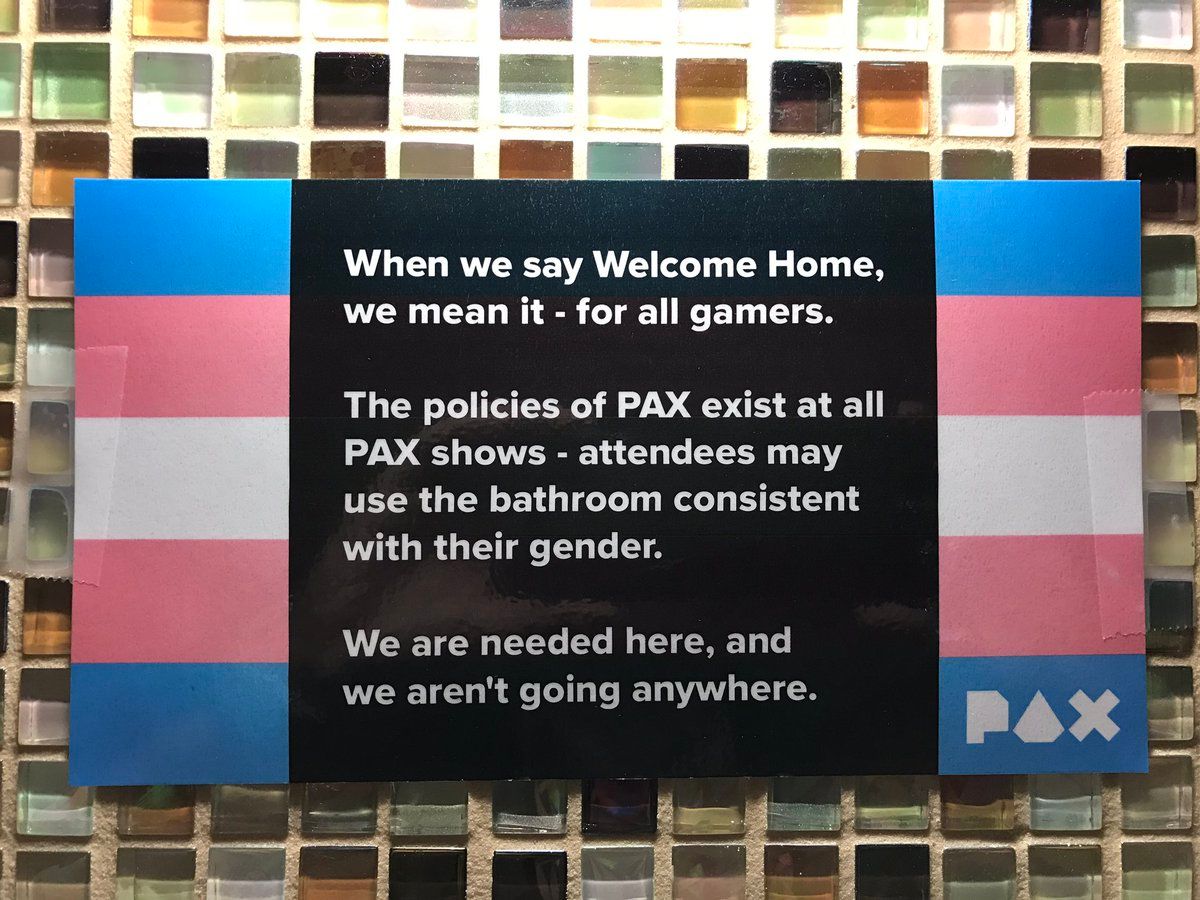 When we say Welcome Home,
we mean it - for all gamers.
The policies of PAX exist at all
PAX shows - attendees may
use the bathroom consistent
with their gender.
We are needed here, and
we aren't going anywhere.
PAX